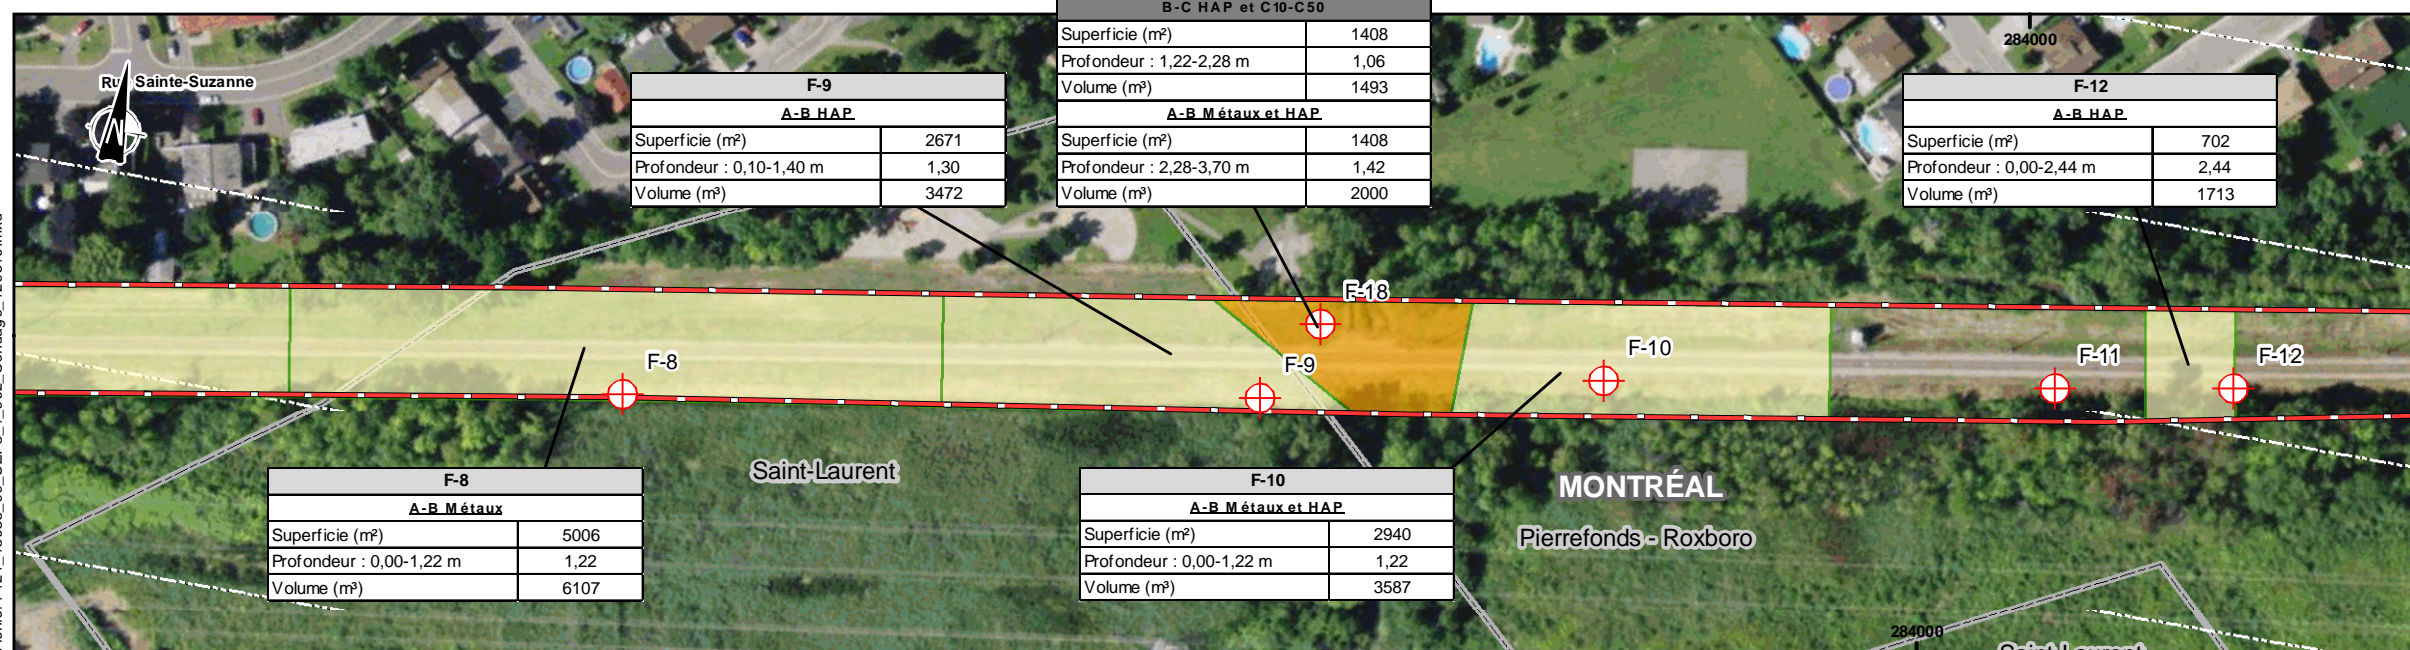 B-C HAP et C10-C50
Superficie (m²) 1408
Profondeur : 1,22-2,28 m 1,06
Volume (m³) 1493
A-B Métaux et HAP
Superficie (m²) 1408
Profondeur : 2,28-3,70 m 1,42
Volume (m³) 2000
284000
Sainte-Suzanne
N
F-9
A-B HAP
Superficie (m²) 2671
Profondeur : 0,10-1,40 m 1,30
Volume (m³) 3472
F-12
A-B HAP
Superficie (m²) 702
Profondeur : 0,00-2,44 m 2,44
Volume (m³) 1713
F-18
F-8
F-9
F-10
F-11
F-12
Saint-Laurent
MONTRÉAL
Pierrefonds - Roxboro
F-8
A-B Métaux
Superficie (m²) 5006
Profondeur : 0,00-1,22 m 1,22
Volume (m³) 6107
F-10
A-B Métaux et HAP
Superficie (m²) 2940
Profondeur : 0,00-1,22 m 1,22
Volume (m³) 3587
284000
Saint-Laurent